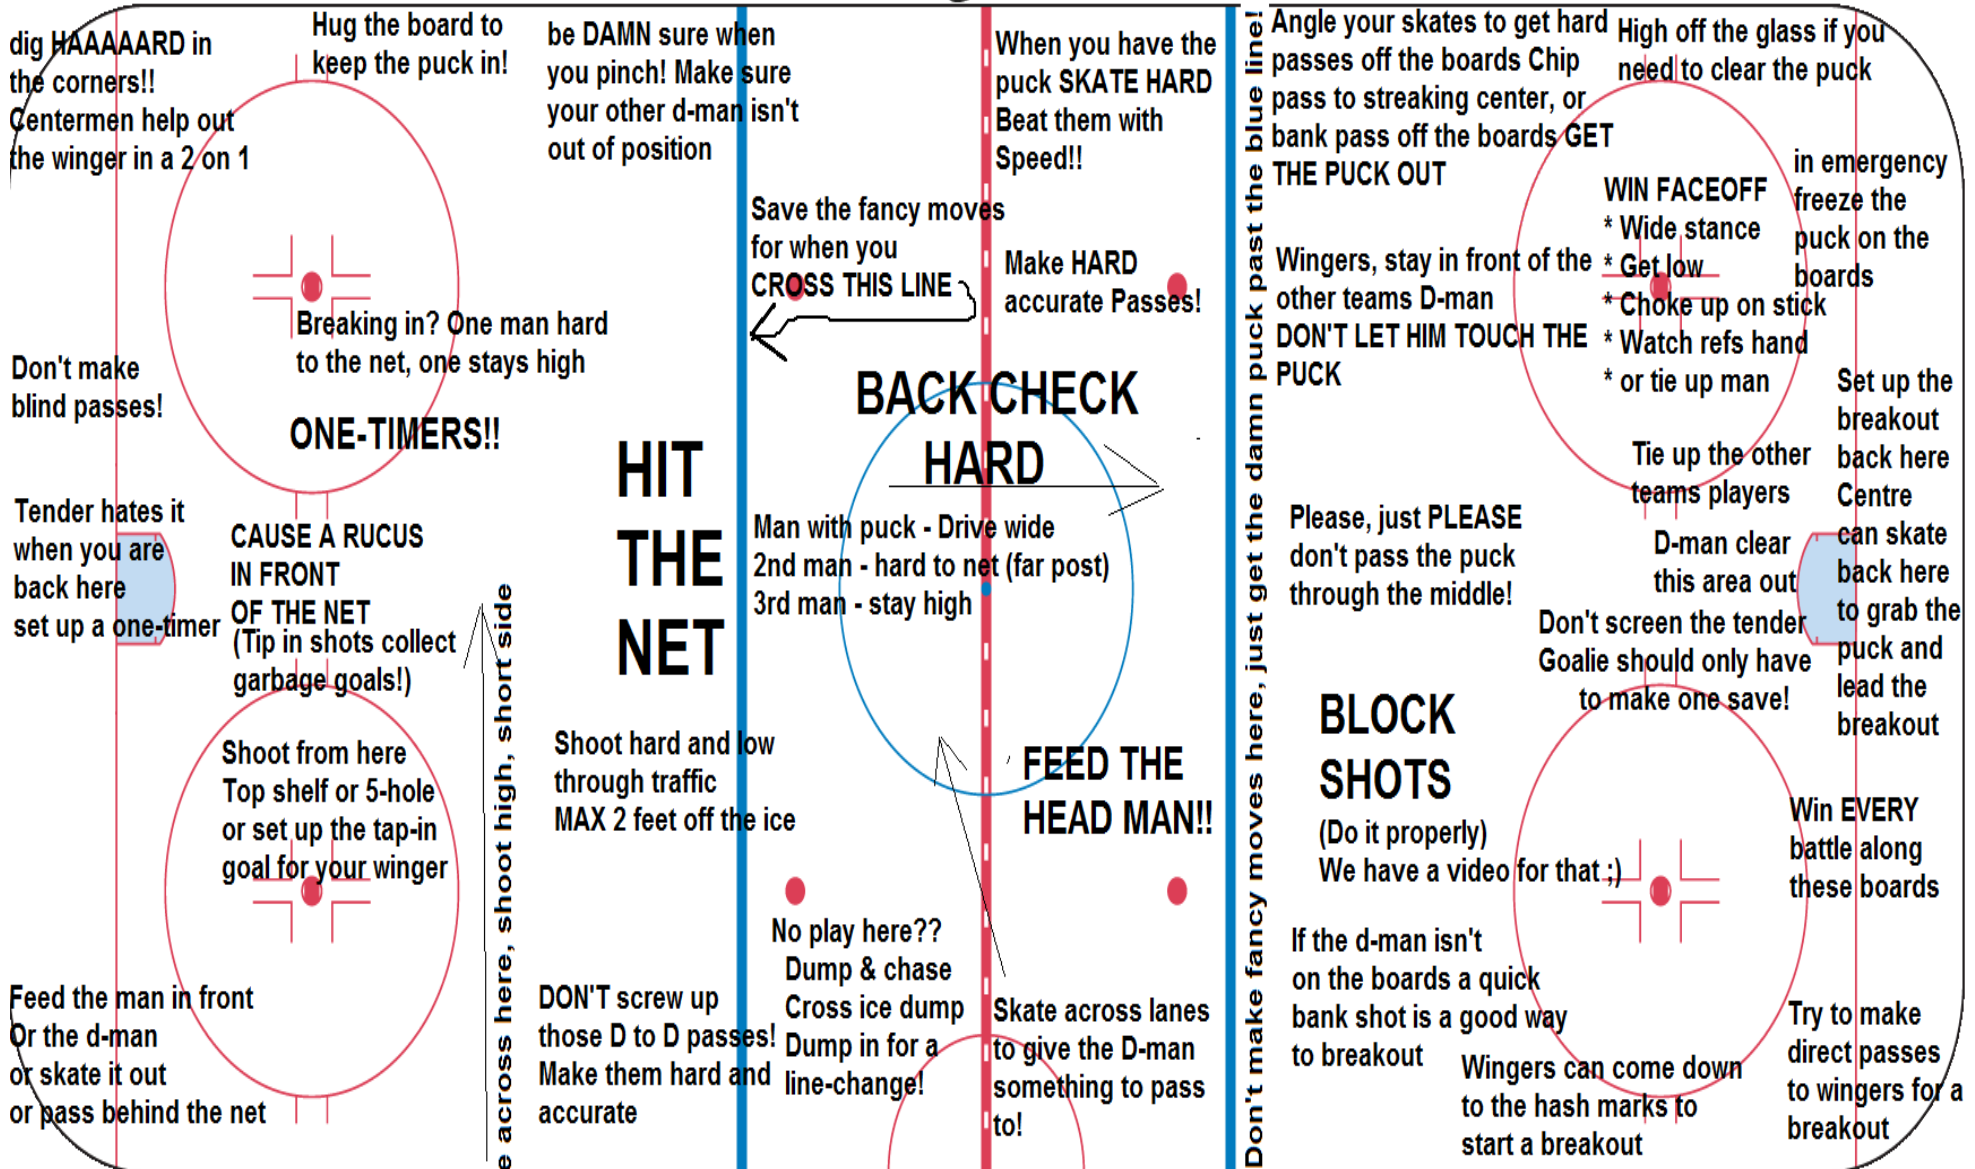 dig HAAAAARD in
the corners!!
Centermen help out
the winger in a 2 on 1
Hug the board to
keep the puck in!
Breaking in? One man hard
to the net, one stays high
Don't make
blind passes!
ONE-TIMERS!!
Tender hates it
when you are
back here
set up a one-timer
CAUSE A RUCUS
IN FRONT
OF THE NET
(Tip in shots collect
garbage goals!)
Shoot from here
Top shelf or 5-hole
or set up the tap-in
goal for your winger
Feed the man in front
Or the d-man
or skate it out
or pass behind the net
across here, shoot high, short side
be DAMN sure when
you pinch! Make sure
your other d-man isn't
out of position
HIT
THE
NET
Shoot hard and low
through traffic
MAX 2 feet off the ice
DON'T screw up
those D to D passes!
Make them hard and
accurate
Save the fancy moves
for when you
CROSS THIS LINE
When you have the
puck SKATE HARD
Beat them with
Speed!!
Make HARD
accurate Passes!
BACK CHECK
HARD
Man with puck - Drive wide
2nd man - hard to net (far post)
3rd man - stay high
FEED THE
HEAD MAN!!
No play here??
Dump & chase
Cross ice dump
Dump in for a
line-change!
Skate across lanes
to give the D-man
something to pass
to!
Don't make fancy moves here, just get the damn puck past the blue line!
Angle your skates to get hard
passes off the boards Chip
pass to streaking center, or
bank pass off the boards GET
THE PUCK OUT
High off the glass if you
need to clear the puck
in emergency
freeze the
puck on the
boards
WIN FACEOFF
* Wide stance
* Get low
* Choke up on stick
* Watch refs hand
* or tie up man
Wingers, stay in front of the
other teams D-man
DON'T LET HIM TOUCH THE
PUCK
Set up the
breakout
back here
Centre
can skate
back here
to grab the
puck and
lead the
breakout
Tie up the other
teams players
Please, just PLEASE
don't pass the puck
through the middle!
D-man clear
this area out
Don't screen the tender
Goalie should only have
to make one save!
BLOCK
SHOTS
(Do it properly)
We have a video for that ;)
Win EVERY
battle along
these boards
If the d-man isn't
on the boards a quick
bank shot is a good way
to breakout
Wingers can come down
to the hash marks to
start a breakout
Try to make
direct passes
to wingers for a
breakout